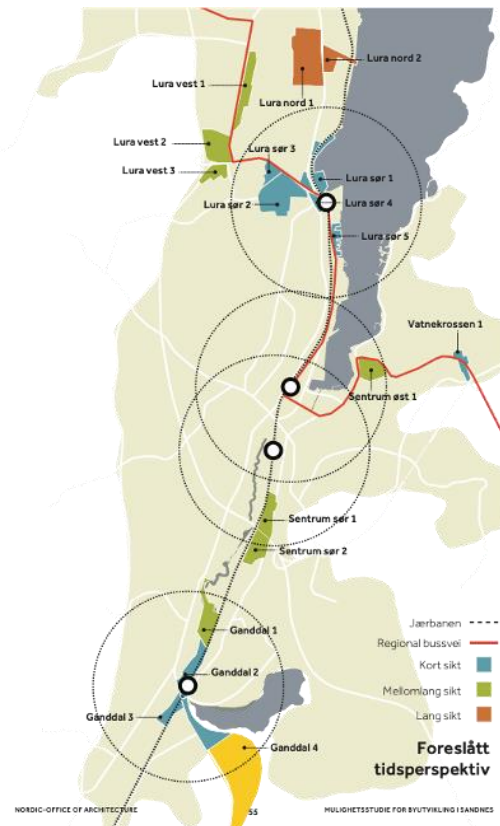 Lura nord 2
Lura vest 1
Lura nord 1
Lura vest 2
Lura sør 3
Lura vest 3
Lura sør 1
Lura sør 2
Lura sør 4
Lura sør 5
Vatnekrossen 1
Sentrum øst 1
Sentrum sør 1
Sentrum sør 2
Ganddal 1
Ganddal 2
Ganddal 3
Ganddal 4
Jærbanen
Regional bussvei
Kort sikt
Mellomlang sikt
Lang sikt
Foreslått
tidsperspektiv
NORDIC-OFFICE OF ARCHITECTURE
55
MULIGHETSSTUDIE FOR BYUTVIKLING I SANDNES